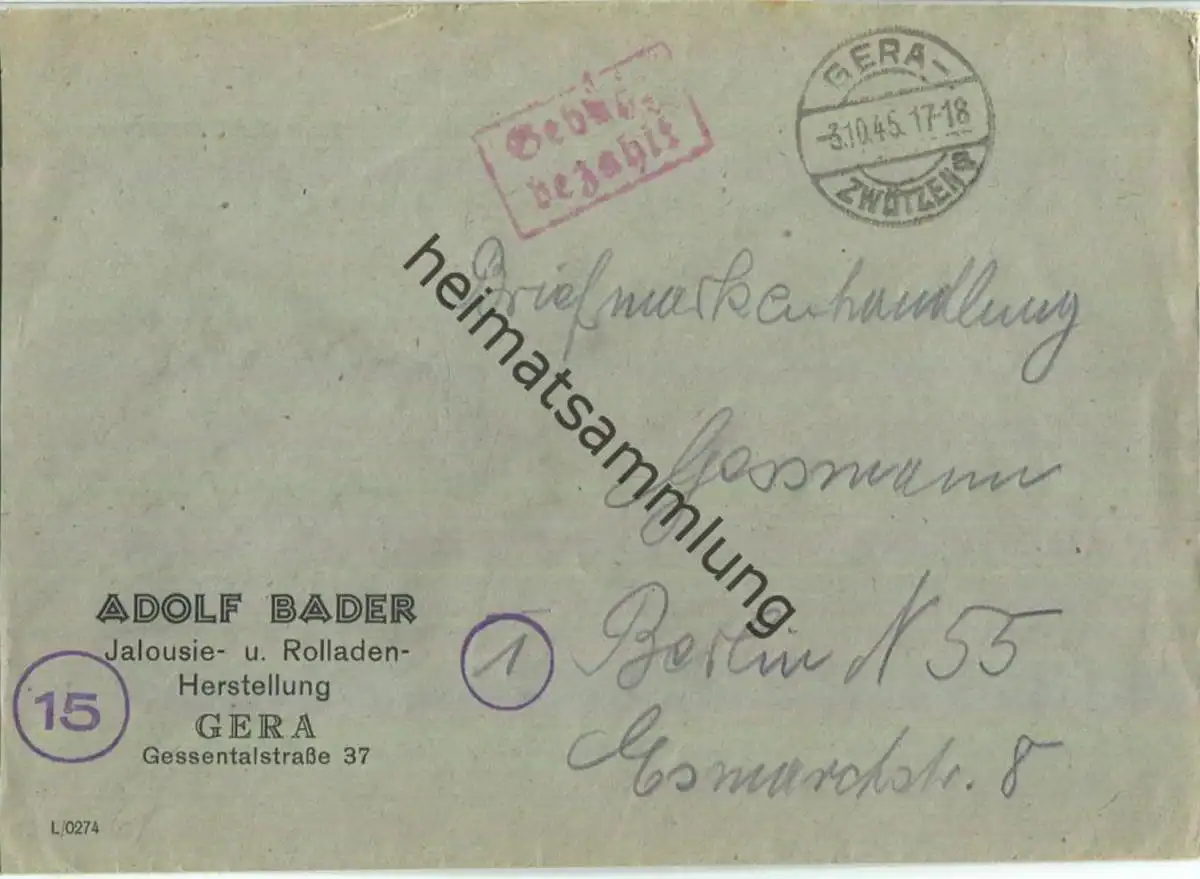 GERA-
-3.10.45.17-18
ZWÖTZEN
Gebühr
bezahlt
Briefmarkenhandlung
Gossmann
Berlin N 55
Esmarchstr. 8
1
ADOLF BADER
Jalousie- u. Rolladen-
Herstellung
GERA
Gessentalstraße 37
15
L/0274
heimatsammlung